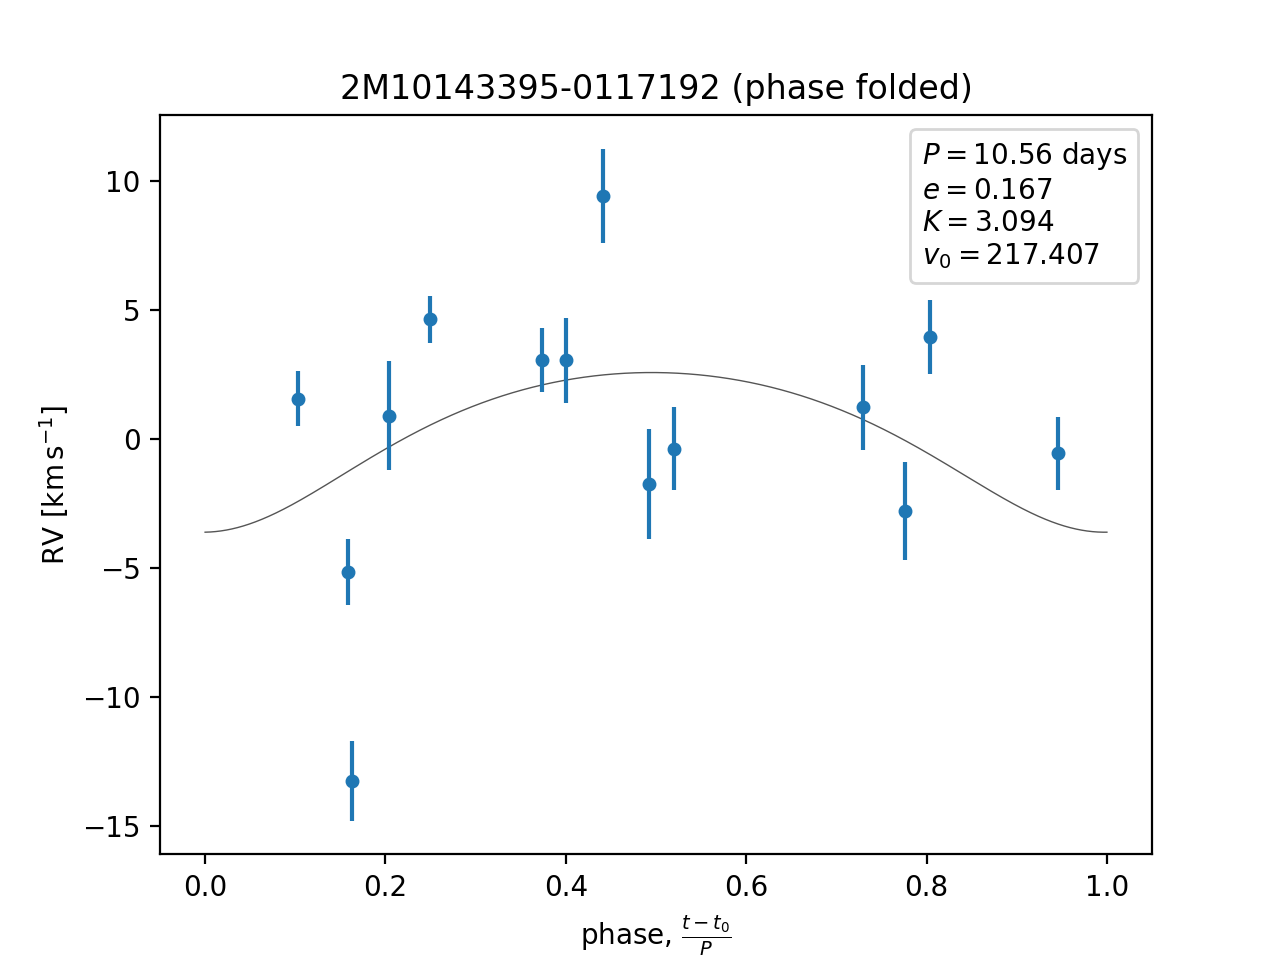 2M10143395-0117192 (phase folded)
P = 10.56 days
e = 0.167
K = 3.094
v₀ = 217.407
10
5
0
−5
−10
−15
RV [km s⁻¹]
0.0 0.2 0.4 0.6 0.8 1.0
phase, (t − t₀)/P